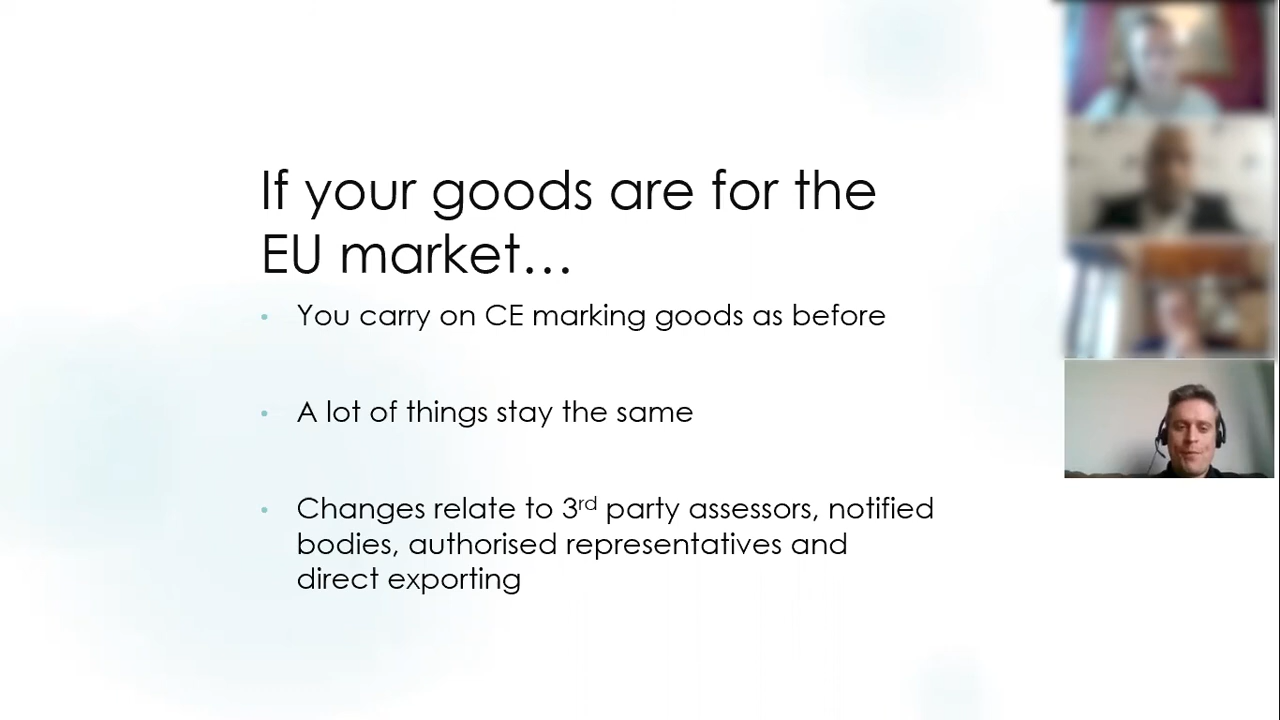 If your goods are for the
EU market…
• You carry on CE marking goods as before
• A lot of things stay the same
• Changes relate to 3rd party assessors, notified
bodies, authorised representatives and
direct exporting